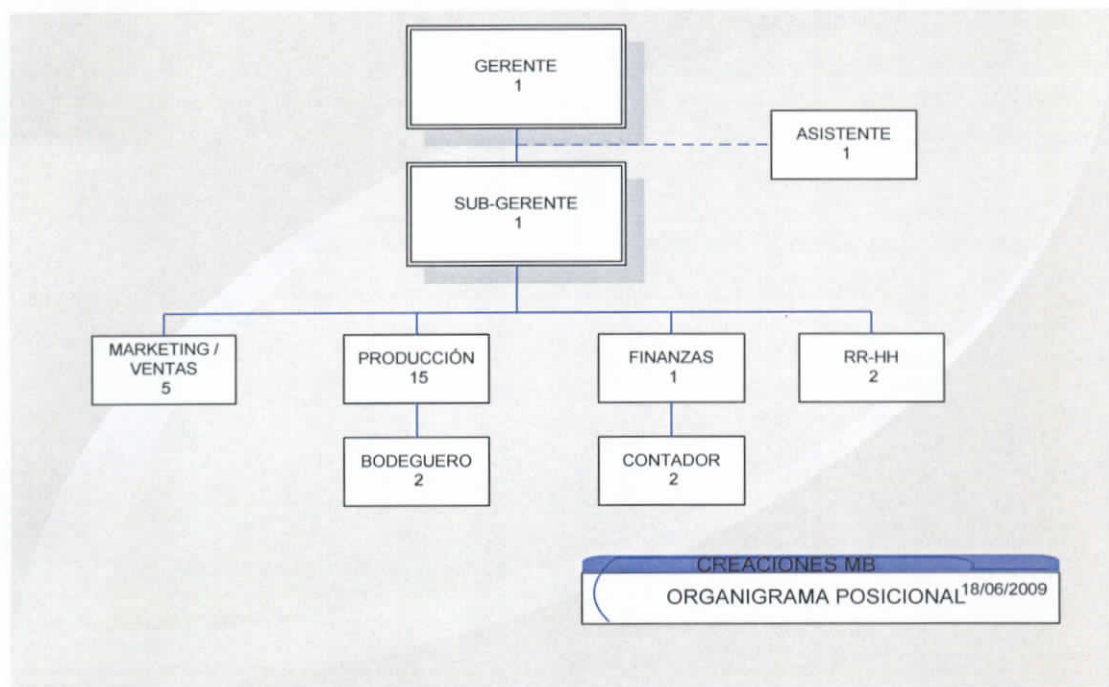 GERENTE
1
ASISTENTE
1
SUB-GERENTE
1
MARKETING /
VENTAS
5
PRODUCCIÓN
15
FINANZAS
1
RR-HH
2
BODEGUERO
2
CONTADOR
2
CREACIONES MB
ORGANIGRAMA POSICIONAL
18/06/2009